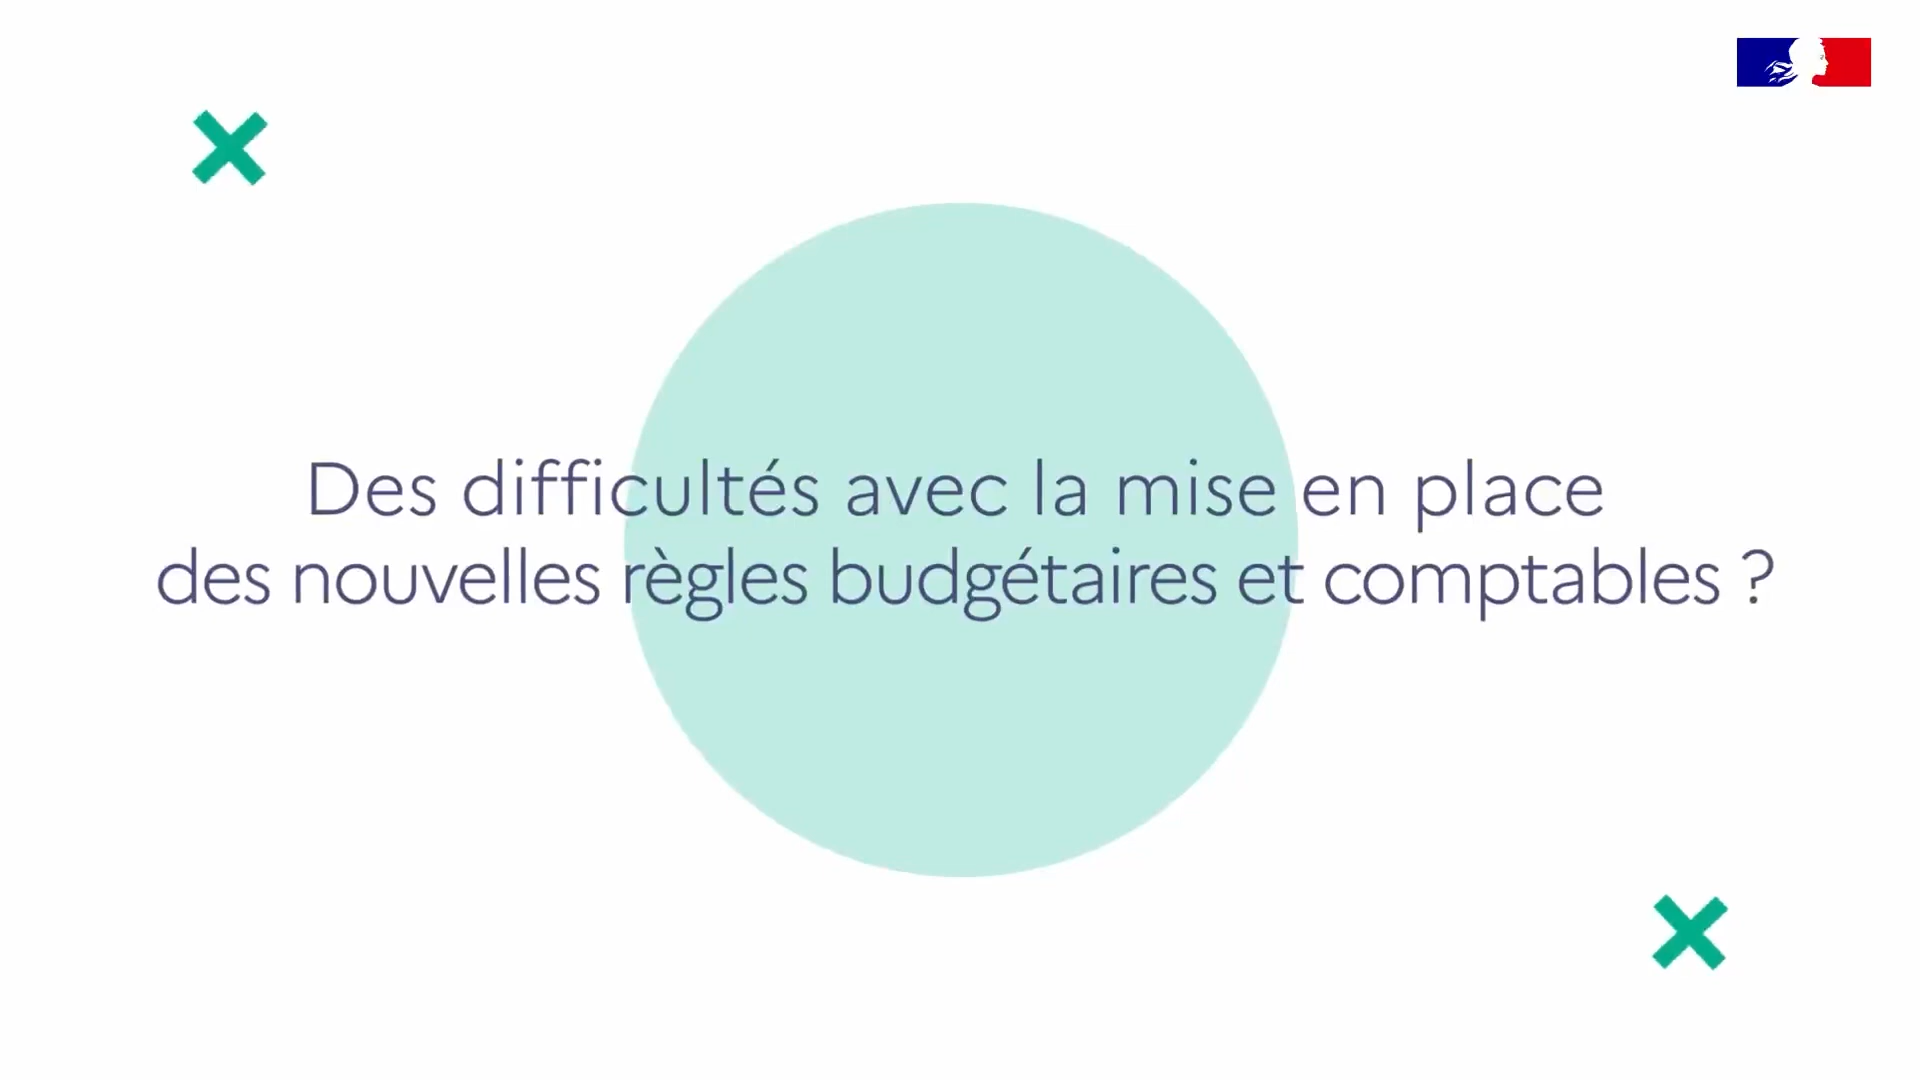 Des difficultés avec la mise en place
des nouvelles règles budgétaires et comptables ?